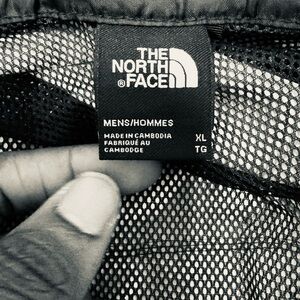 THE
NORTH
FACE
®
MENS/HOMMES
MADE IN CAMBODIA
FABRIQUÉ AU
CAMBODGE
XL
TG